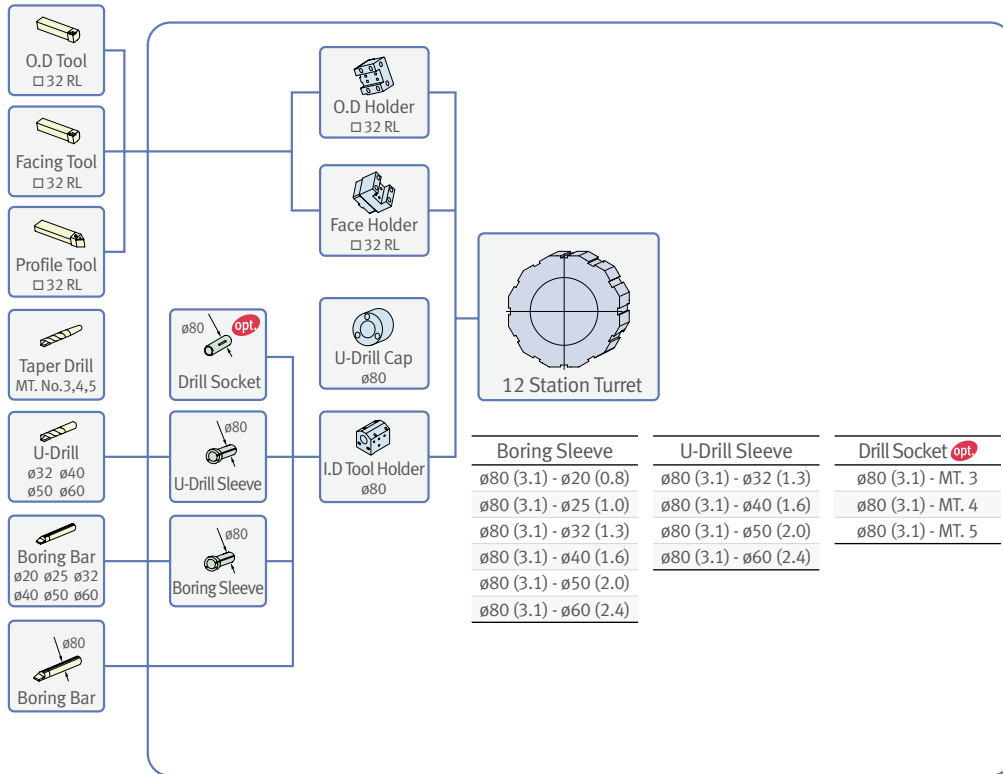 O.D Tool
□ 32 RL
Facing Tool
□ 32 RL
Profile Tool
□ 32 RL
Taper Drill
MT. No.3,4,5
U-Drill
ø32 ø40
ø50 ø60
Boring Bar
ø20 ø25 ø32
ø40 ø50 ø60
ø80
Boring Bar
ø80
opt.
Drill Socket
ø80
U-Drill Sleeve
ø80
Boring Sleeve
O.D Holder
□ 32 RL
Face Holder
□ 32 RL
U-Drill Cap
ø80
I.D Tool Holder
ø80
12 Station Turret
Boring Sleeve
ø80 (3.1) - ø20 (0.8)
ø80 (3.1) - ø25 (1.0)
ø80 (3.1) - ø32 (1.3)
ø80 (3.1) - ø40 (1.6)
ø80 (3.1) - ø50 (2.0)
ø80 (3.1) - ø60 (2.4)
U-Drill Sleeve
ø80 (3.1) - ø32 (1.3)
ø80 (3.1) - ø40 (1.6)
ø80 (3.1) - ø50 (2.0)
ø80 (3.1) - ø60 (2.4)
Drill Socket opt.
ø80 (3.1) - MT. 3
ø80 (3.1) - MT. 4
ø80 (3.1) - MT. 5